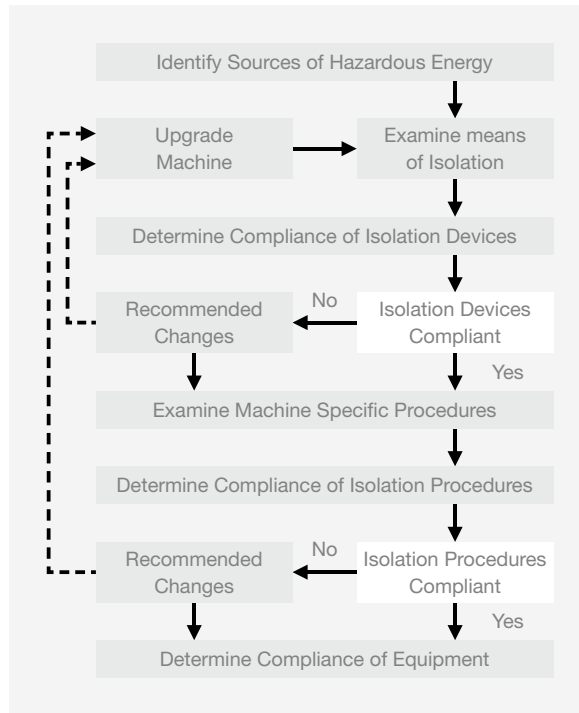 Identify Sources of Hazardous Energy
Upgrade
Machine
Examine means
of Isolation
Determine Compliance of Isolation Devices
Recommended
Changes
No
Isolation Devices
Compliant
Yes
Examine Machine Specific Procedures
Determine Compliance of Isolation Procedures
Recommended
Changes
No
Isolation Procedures
Compliant
Yes
Determine Compliance of Equipment